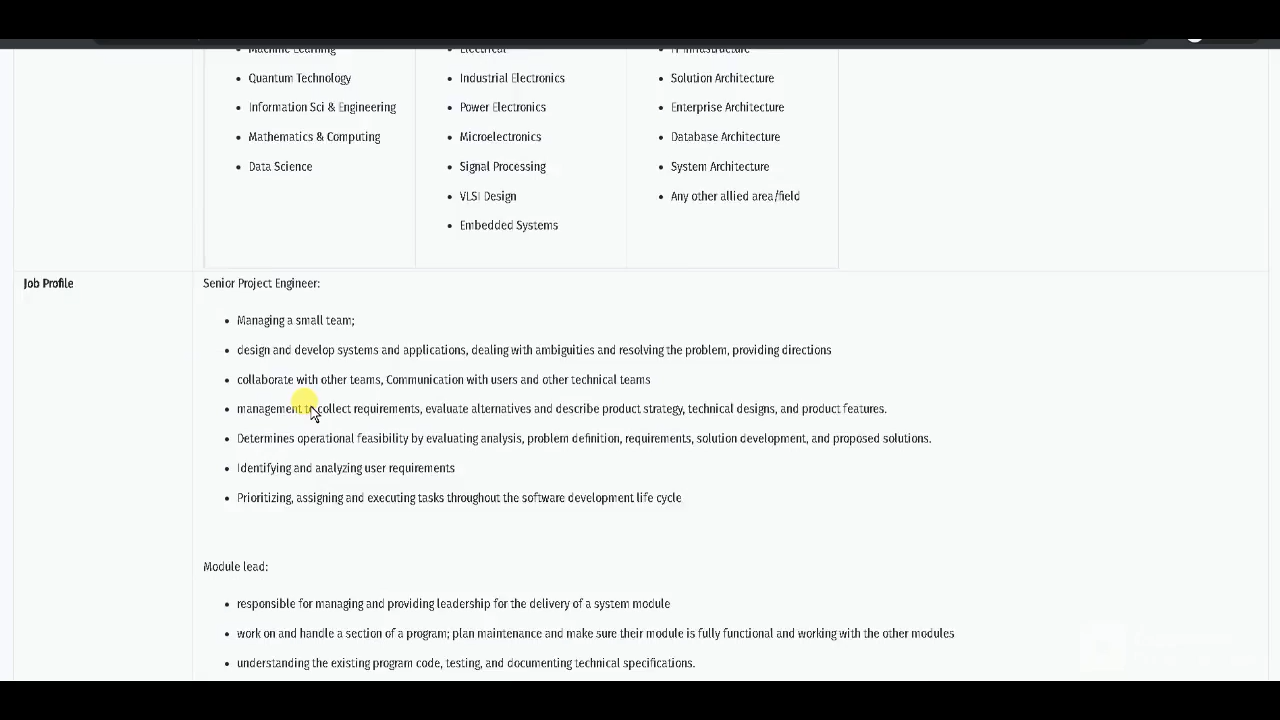 Machine Learning
Quantum Technology
Information Sci & Engineering
Mathematics & Computing
Data Science
Electrical
Industrial Electronics
Power Electronics
Microelectronics
Signal Processing
VLSI Design
Embedded Systems
IT Infrastructure
Solution Architecture
Enterprise Architecture
Database Architecture
System Architecture
Any other allied area/field
Job Profile
Senior Project Engineer:
Managing a small team;
design and develop systems and applications, dealing with ambiguities and resolving the problem, providing directions
collaborate with other teams, Communication with users and other technical teams
management to collect requirements, evaluate alternatives and describe product strategy, technical designs, and product features.
Determines operational feasibility by evaluating analysis, problem definition, requirements, solution development, and proposed solutions.
Identifying and analyzing user requirements
Prioritizing, assigning and executing tasks throughout the software development life cycle
Module lead:
responsible for managing and providing leadership for the delivery of a system module
work on and handle a section of a program; plan maintenance and make sure their module is fully functional and working with the other modules
understanding the existing program code, testing, and documenting technical specifications.